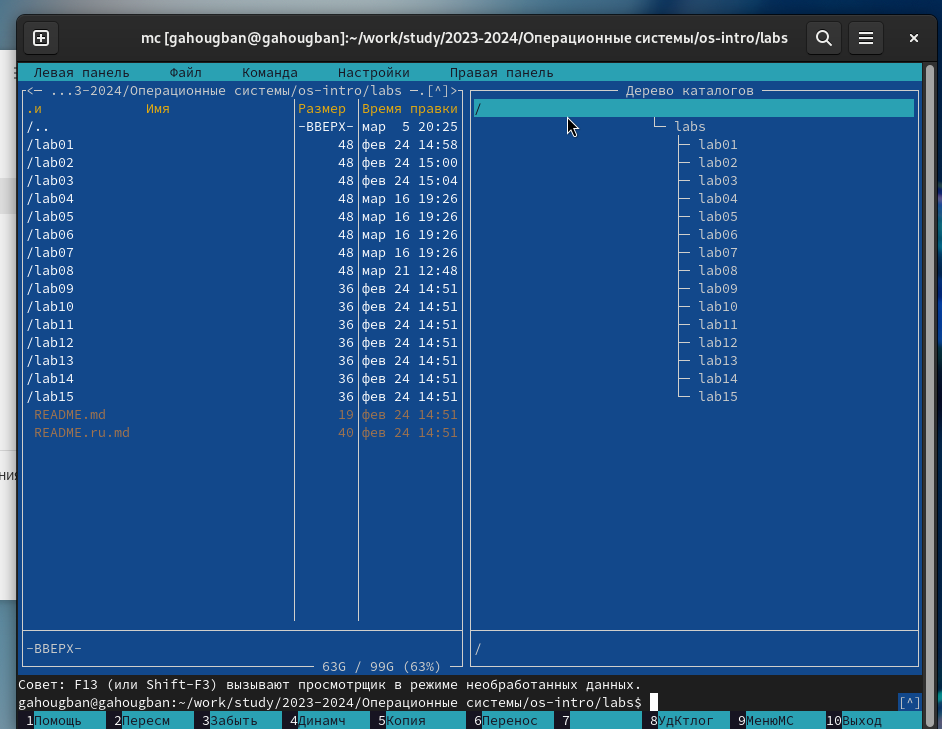 mc [gahougban@gahougban]:~/work/study/2023-2024/Операционные системы/os-intro/labs
Левая панель Файл Команда Настройки Правая панель
<─ ...3-2024/Операционные системы/os-intro/labs ─.[^]>
.и Имя Размер Время правки
/.. -ВВЕРХ- мар 5 20:25
/lab01 48 фев 24 14:58
/lab02 48 фев 24 15:00
/lab03 48 фев 24 15:04
/lab04 48 мар 16 19:26
/lab05 48 мар 16 19:26
/lab06 48 мар 16 19:26
/lab07 48 мар 16 19:26
/lab08 48 мар 21 12:48
/lab09 36 фев 24 14:51
/lab10 36 фев 24 14:51
/lab11 36 фев 24 14:51
/lab12 36 фев 24 14:51
/lab13 36 фев 24 14:51
/lab14 36 фев 24 14:51
/lab15 36 фев 24 14:51
README.md 19 фев 24 14:51
README.ru.md 40 фев 24 14:51
-ВВЕРХ-
63G / 99G (63%)
Дерево каталогов
/
labs
lab01
lab02
lab03
lab04
lab05
lab06
lab07
lab08
lab09
lab10
lab11
lab12
lab13
lab14
lab15
/
Совет: F13 (или Shift-F3) вызывают просмотрщик в режиме необработанных данных.
gahougban@gahougban:~/work/study/2023-2024/Операционные системы/os-intro/labs$ [^]
1Помощь 2Пересм 3Забыть 4Динамч 5Копия 6Перенос 7 8УдКтлог 9МенюМС 10Выход